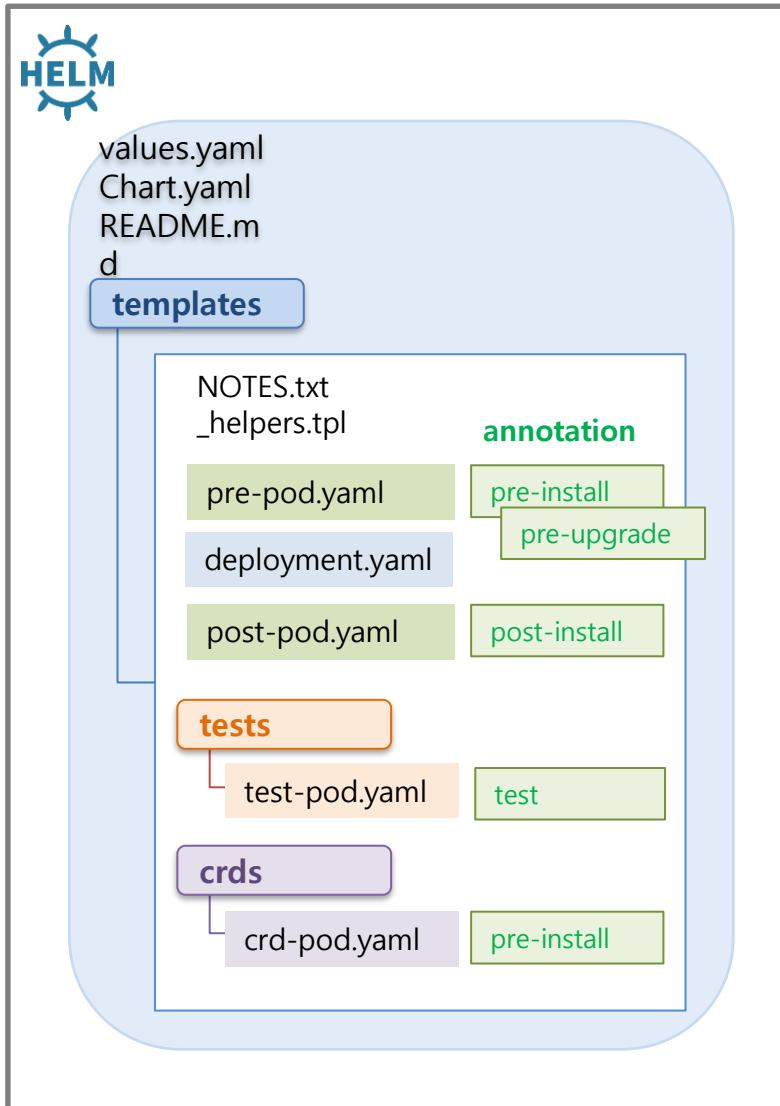 HELM
values.yaml
Chart.yaml
README.m
d
templates
NOTES.txt
_helpers.tpl
annotation
pre-pod.yaml
pre-install
pre-upgrade
deployment.yaml
post-pod.yaml
post-install
tests
test-pod.yaml
test
crds
crd-pod.yaml
pre-install